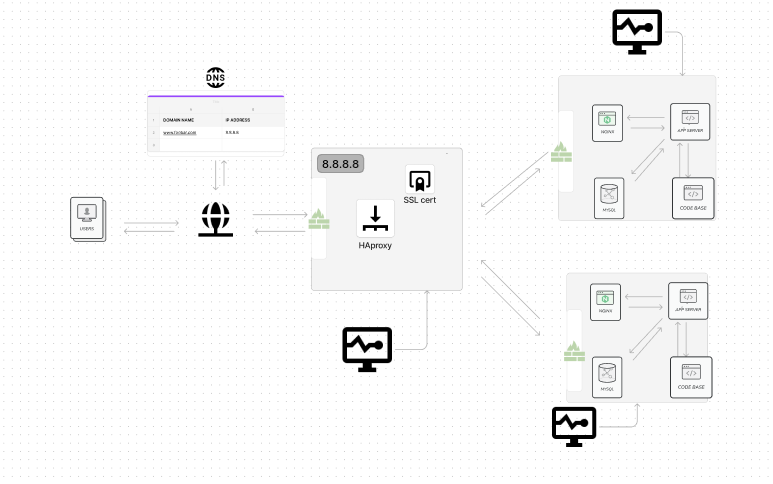 DNS
DOMAIN NAME IP ADDRESS
1 www.foobar.com 8.8.8.8
8.8.8.8
SSL cert
HAproxy
USERS
NGINX
APP SERVER
MYSQL
CODE BASE
NGINX
APP SERVER
MYSQL
CODE BASE